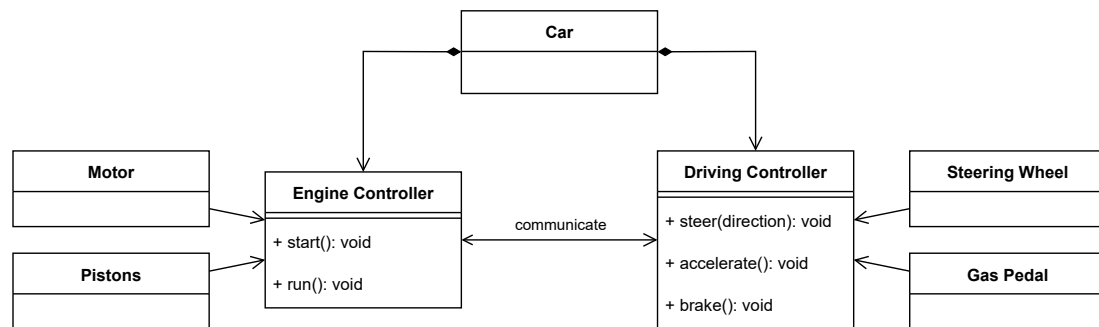 Car
Motor
Engine Controller
+ start(): void
+ run(): void
Pistons
communicate
Driving Controller
+ steer(direction): void
+ accelerate(): void
+ brake(): void
Steering Wheel
Gas Pedal